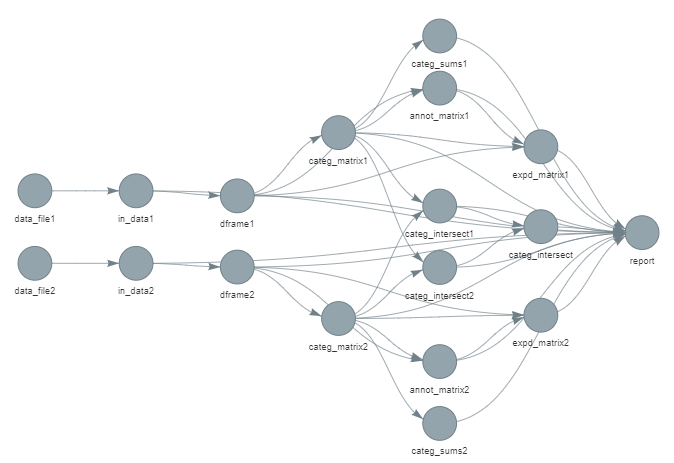 categ_sums1
annot_matrix1
categ_matrix1
expd_matrix1
data_file1
in_data1
dframe1
categ_intersect1
categ_intersect
report
data_file2
in_data2
dframe2
categ_intersect2
categ_matrix2
expd_matrix2
annot_matrix2
categ_sums2